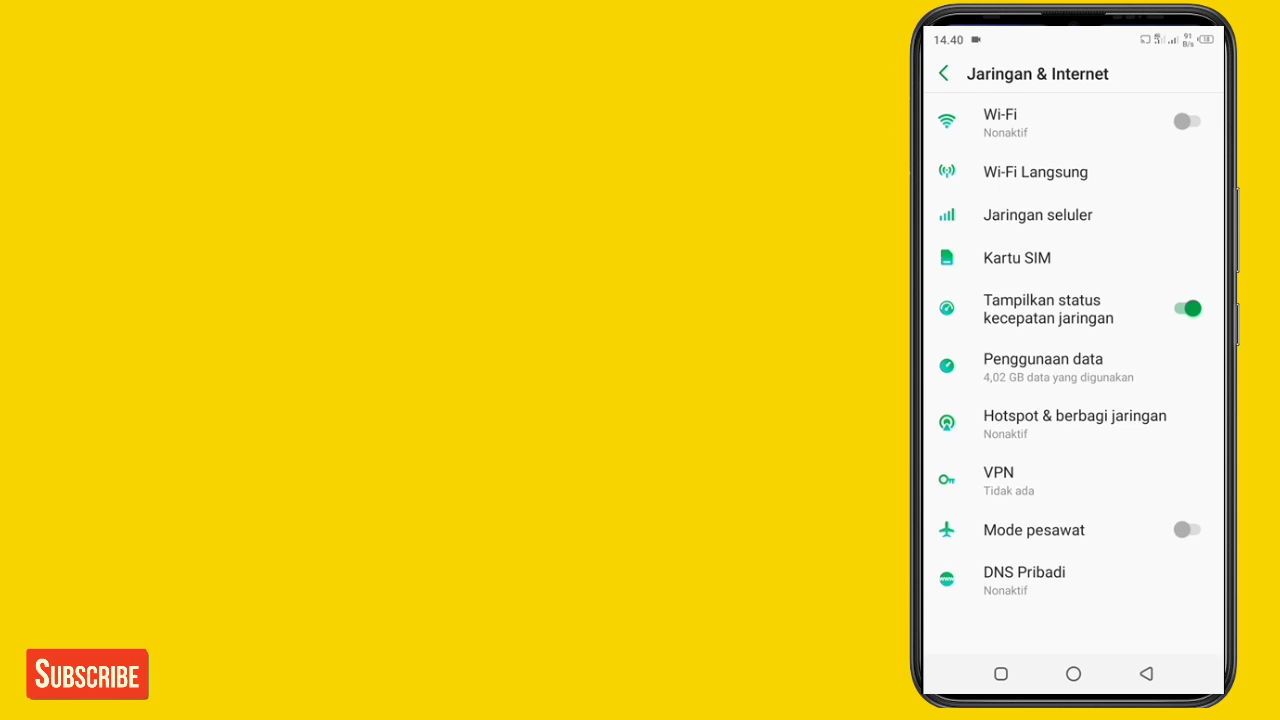 14.40
91
B/s
18
Jaringan & Internet
Wi-Fi
Nonaktif
Wi-Fi Langsung
Jaringan seluler
Kartu SIM
Tampilkan status
kecepatan jaringan
Penggunaan data
4,02 GB data yang digunakan
Hotspot & berbagi jaringan
Nonaktif
VPN
Tidak ada
Mode pesawat
DNS Pribadi
Nonaktif
SUBSCRIBE